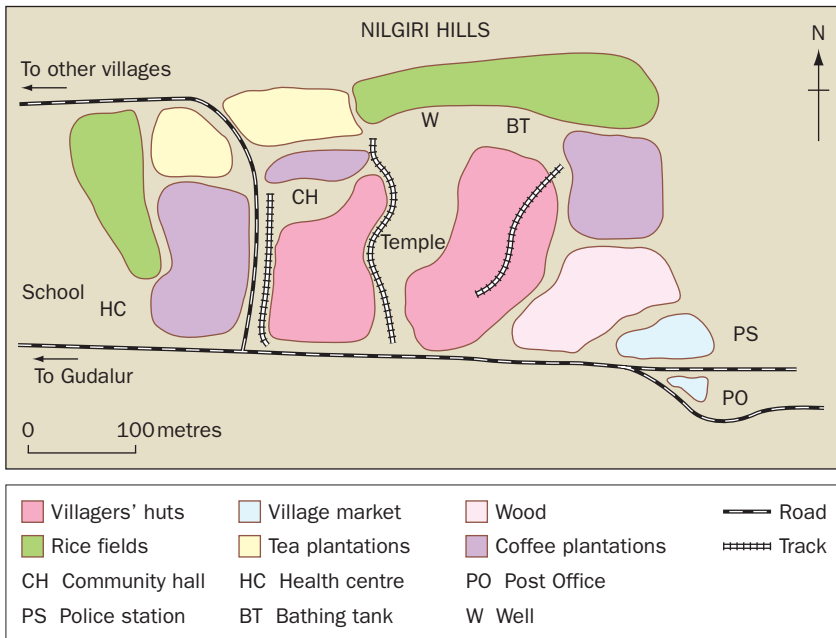 NILGIRI HILLS
N
To other villages
W
BT
CH
Temple
School
HC
PS
To Gudalur
PO
0 100 metres
Villagers’ huts Village market Wood Road
Rice fields Tea plantations Coffee plantations Track
CH Community hall HC Health centre PO Post Office
PS Police station BT Bathing tank W Well